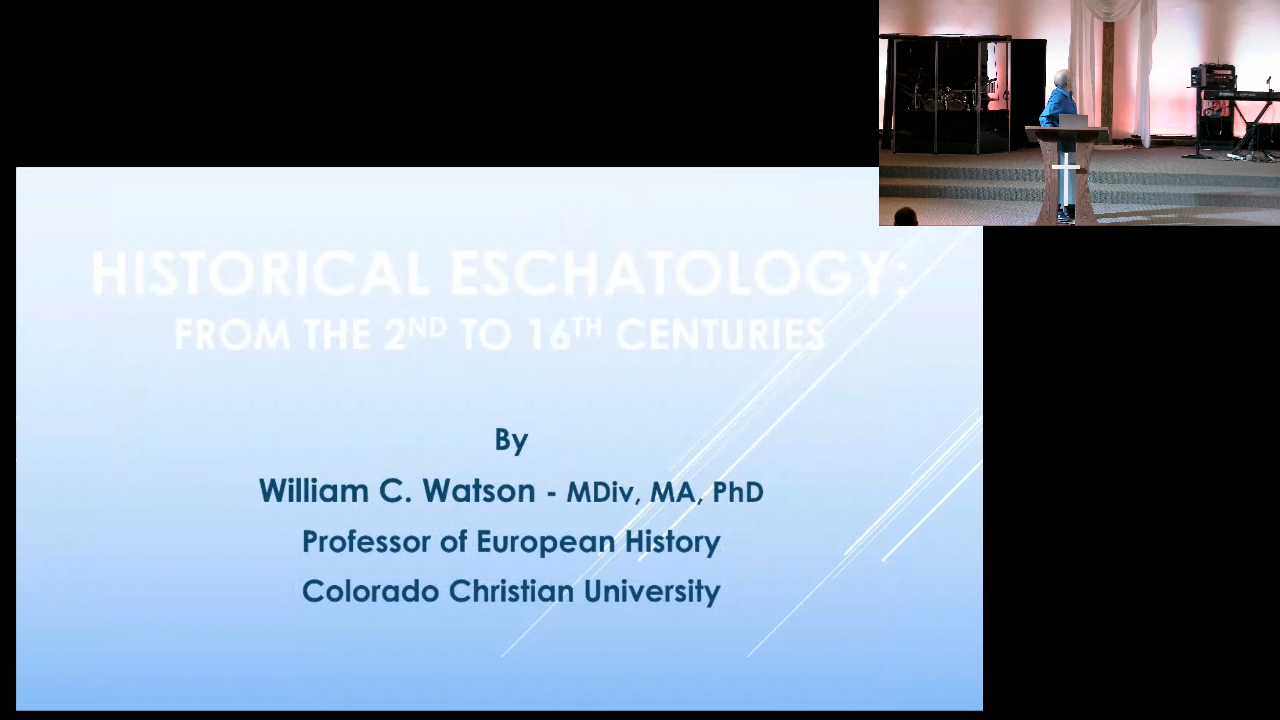 HISTORICAL ESCHATOLOGY:
FROM THE 2ND TO 16TH CENTURIES
By
William C. Watson - MDiv, MA, PhD
Professor of European History
Colorado Christian University